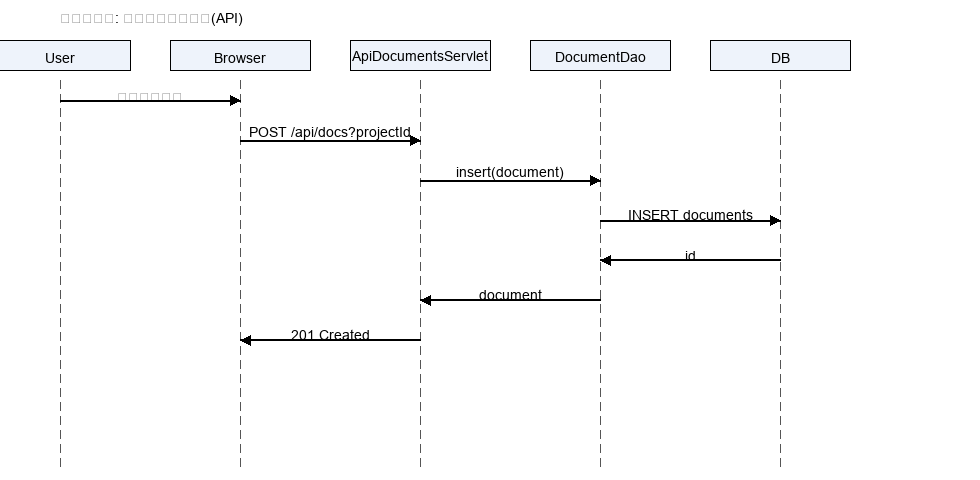 : (API)
User
Browser
ApiDocumentsServlet
DocumentDao
DB
POST /api/docs?projectId
insert(document)
INSERT documents
id
document
201 Created